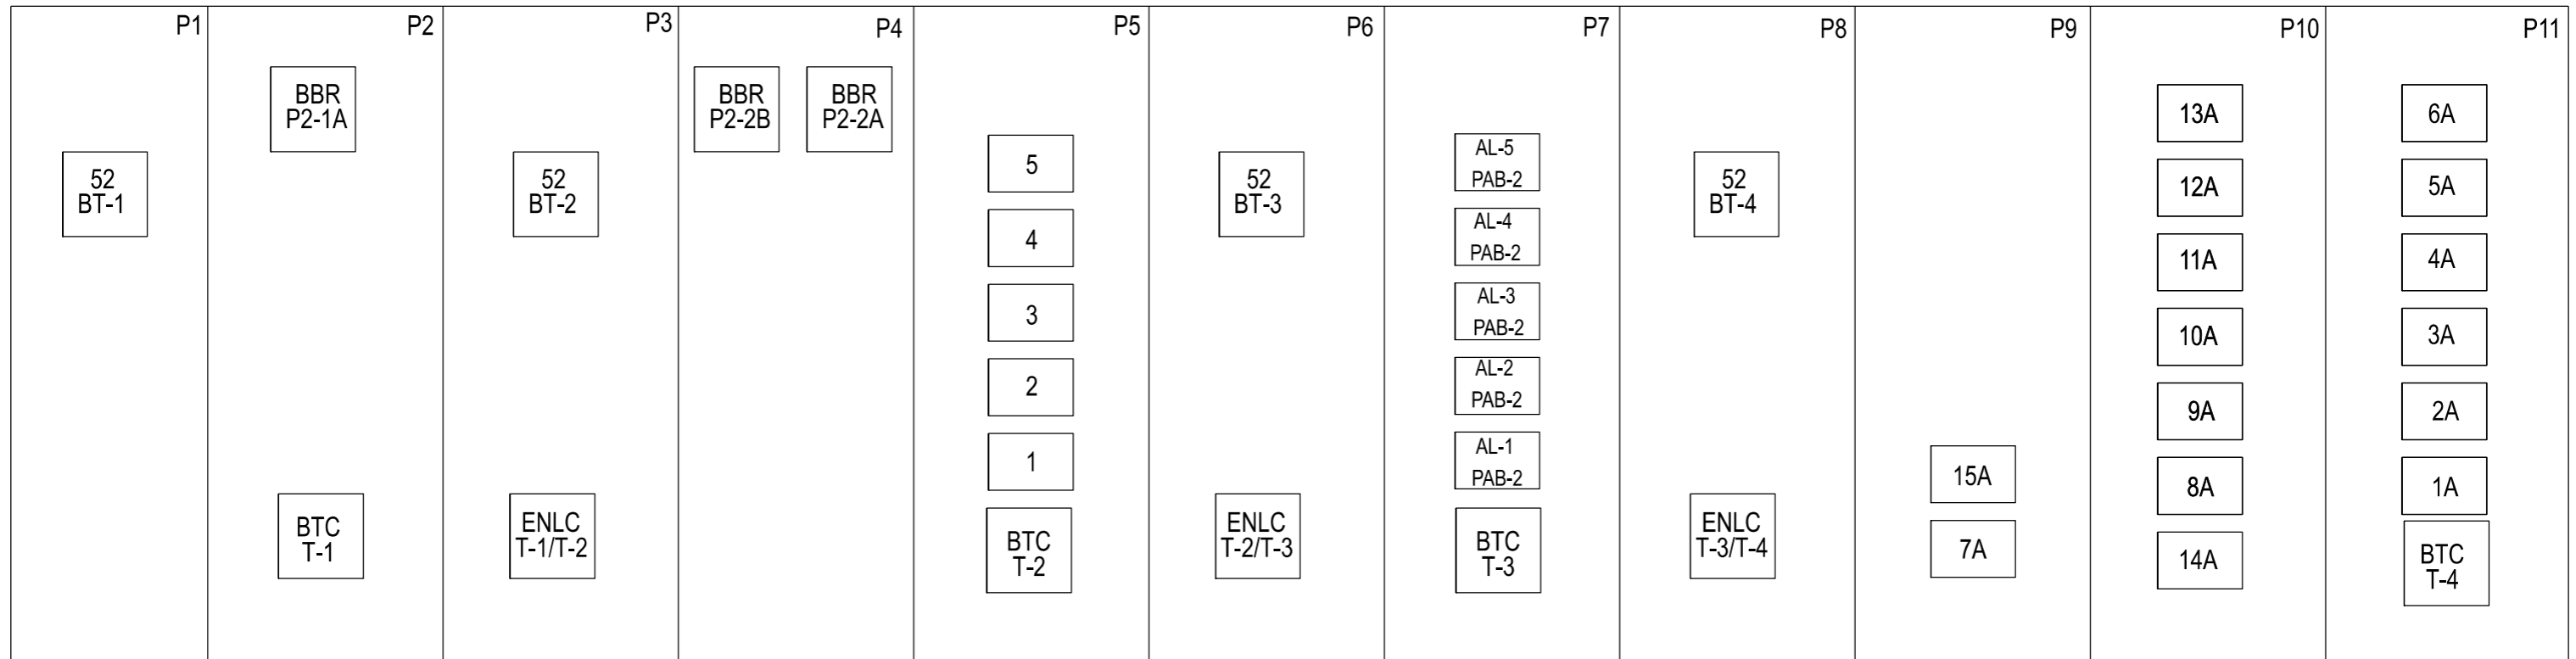 P1
52
BT-1
P2
BBR
P2-1A
BTC
T-1
P3
52
BT-2
ENLC
T-1/T-2
P4
BBR
P2-2B
BBR
P2-2A
P5
5
4
3
2
1
BTC
T-2
P6
52
BT-3
ENLC
T-2/T-3
P7
AL-5
PAB-2
AL-4
PAB-2
AL-3
PAB-2
AL-2
PAB-2
AL-1
PAB-2
BTC
T-3
P8
52
BT-4
ENLC
T-3/T-4
P9
15A
7A
P10
13A
12A
11A
10A
9A
8A
14A
P11
6A
5A
4A
3A
2A
1A
BTC
T-4